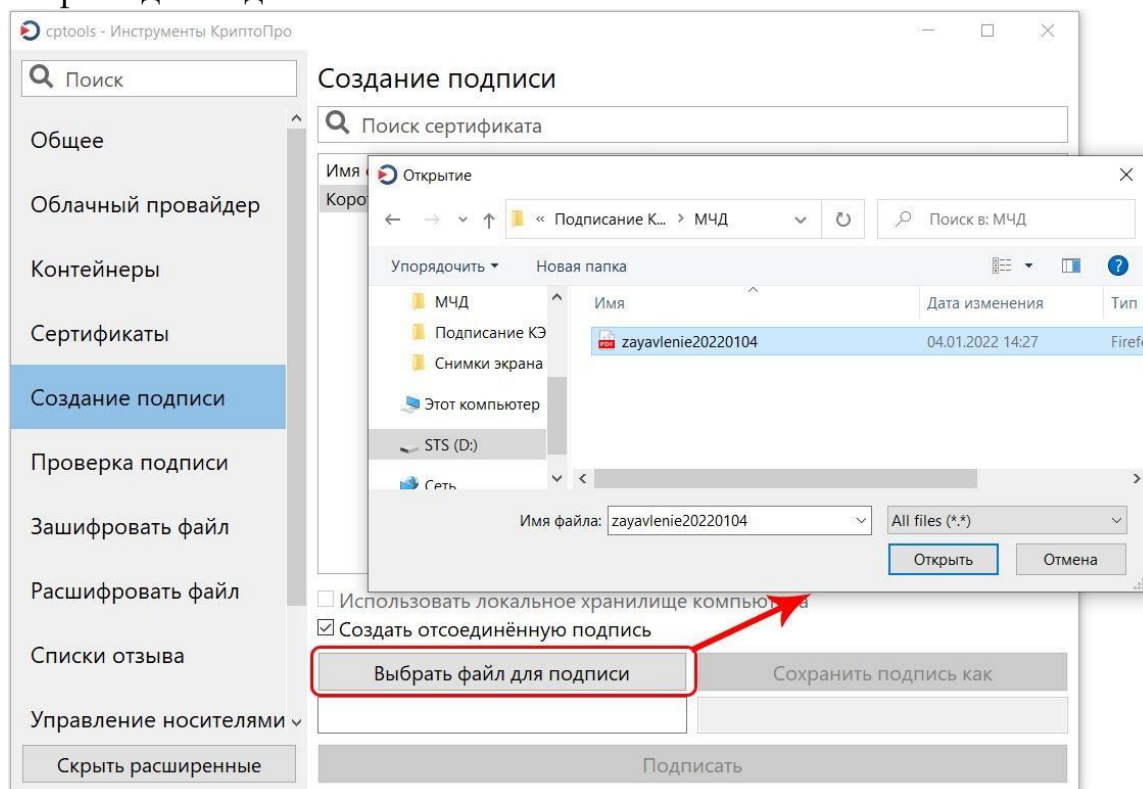 cptools - Инструменты КриптоПро
Поиск
Общее
Облачный провайдер
Контейнеры
Сертификаты
Создание подписи
Проверка подписи
Зашифровать файл
Расшифровать файл
Списки отзыва
Управление носителями
Скрыть расширенные
Создание подписи
Поиск сертификата
Имя
Открытие
« Подписание К... > МЧД
Поиск в: МЧД
Упорядочить
Новая папка
МЧД
Подписание КЭ
Снимки экрана
Этот компьютер
STS (D:)
Сеть
Имя Дата изменения Тип
zayavlenie20220104 04.01.2022 14:27 Firef
Имя файла: zayavlenie20220104 All files (*.*)
Открыть Отмена
Использовать локальное хранилище
Создать отсоединённую подпись
Выбрать файл для подписи Сохранить подпись как
Подписать